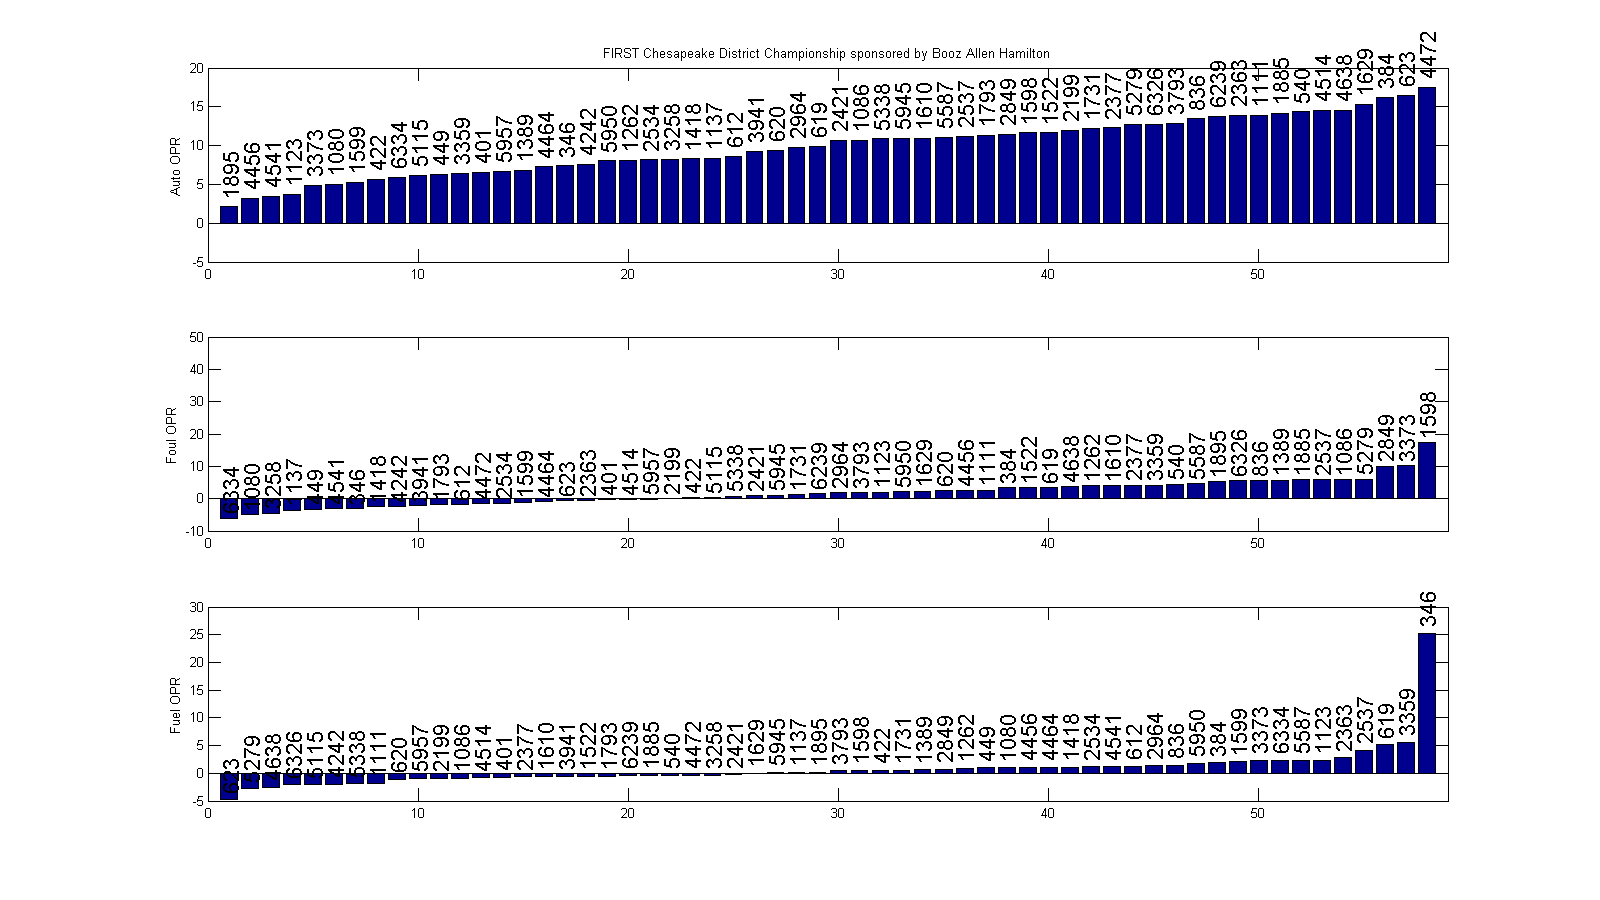 FIRST Chesapeake District Championship sponsored by Booz Allen Hamilton
20
15
10
5
0
-5
Auto OPR
1895 4456 4541 1123 3373 1080 1599 422 6334 5115 449 3359 401 5957 1389 4464 346 4242 5950 1262 2534 3258 1418 1137 612 3941 620 2964 619 2421 1086 5338 5945 1610 5587 2537 1793 2849 1598 1522 2199 1731 2377 5279 6326 3793 836 6239 2363 1111 1885 540 4514 4638 1629 384 623 4472
0 10 20 30 40 50
50
40
30
20
10
0
-10
Foul OPR
6334 1080 3258 1137 449 4541 346 1418 4242 3941 1793 612 4472 2534 1599 4464 623 2363 401 4514 5957 2199 422 5115 5338 2421 5945 1731 6239 2964 3793 1123 5950 1629 620 4456 1111 384 1522 619 4638 1262 1610 2377 3359 540 5587 1895 6326 836 1389 1885 2537 1086 5279 2849 3373 1598
0 10 20 30 40 50
30
25
20
15
10
5
0
-5
Fuel OPR
623 5279 4638 6326 5115 4242 5338 1111 620 5957 2199 1086 4514 401 2377 1610 3941 1522 1793 6239 1885 540 4472 3258 2421 1629 5945 1137 1895 3793 1598 422 1731 1389 2849 1262 449 1080 4456 4464 1418 2534 4541 612 2964 836 5950 384 1599 3373 6334 5587 1123 2363 2537 619 3359 346
0 10 20 30 40 50